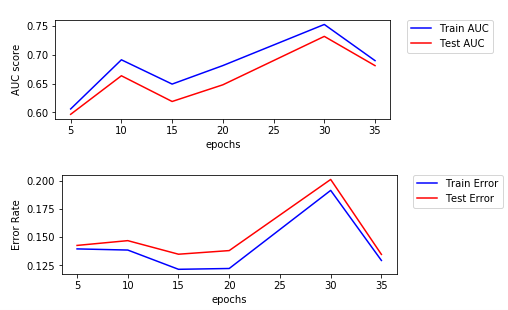 0.75
0.70
0.65
0.60
AUC score
5 10 15 20 25 30 35
epochs
Train AUC
Test AUC
0.200
0.175
0.150
0.125
Error Rate
5 10 15 20 25 30 35
epochs
Train Error
Test Error